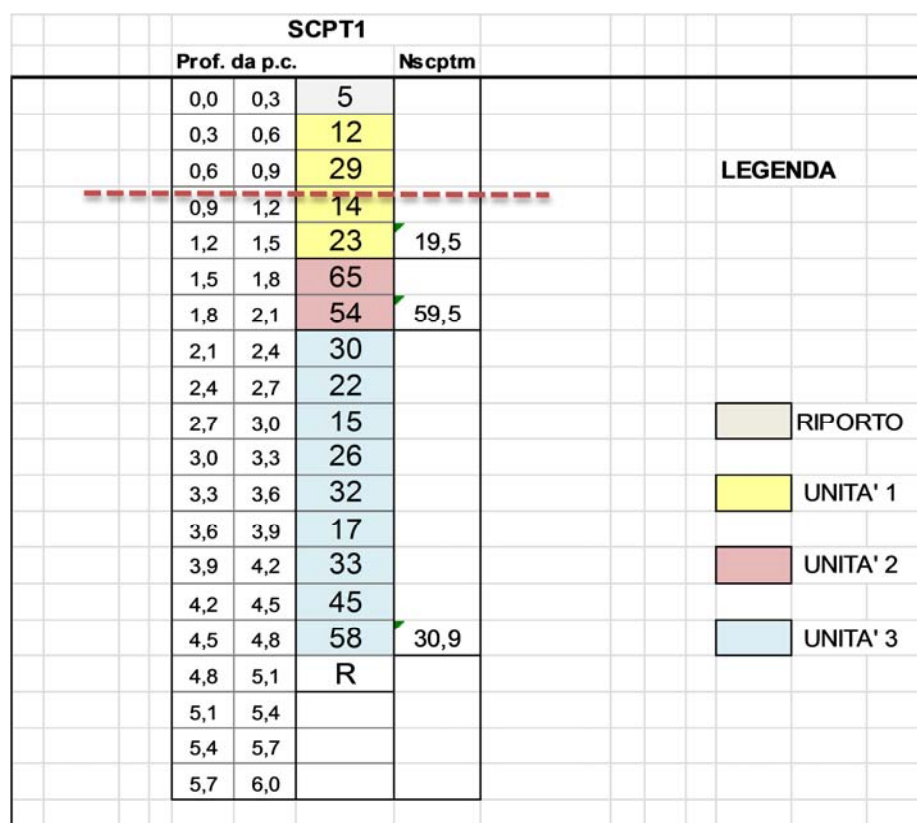 SCPT1
Prof. da p.c. Nscptm
0,0 0,3 5
0,3 0,6 12
0,6 0,9 29
LEGENDA
0,9 1,2 14
1,2 1,5 23 19,5
1,5 1,8 65
1,8 2,1 54 59,5
2,1 2,4 30
2,4 2,7 22
2,7 3,0 15
RIPORTO
3,0 3,3 26
3,3 3,6 32
UNITA' 1
3,6 3,9 17
3,9 4,2 33
UNITA' 2
4,2 4,5 45
4,5 4,8 58 30,9
UNITA' 3
4,8 5,1 R
5,1 5,4
5,4 5,7
5,7 6,0